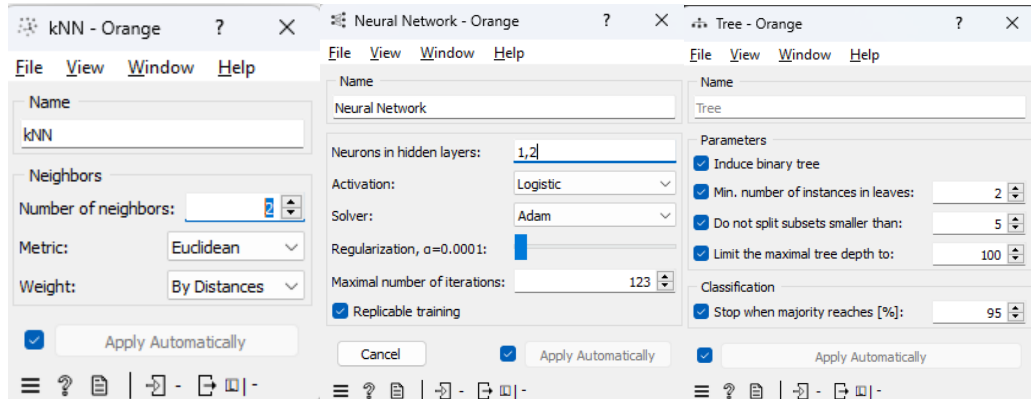 kNN - Orange ? ×
File View Window Help
Name
kNN
Neighbors
Number of neighbors: 2
Metric: Euclidean
Weight: By Distances
Apply Automatically
Neural Network - Orange ? ×
File View Window Help
Name
Neural Network
Neurons in hidden layers: 1,2
Activation: Logistic
Solver: Adam
Regularization, α=0.0001:
Maximal number of iterations: 123
Replicable training
Cancel Apply Automatically
Tree - Orange ? ×
File View Window Help
Name
Tree
Parameters
Induce binary tree
Min. number of instances in leaves: 2
Do not split subsets smaller than: 5
Limit the maximal tree depth to: 100
Classification
Stop when majority reaches [%]: 95
Apply Automatically